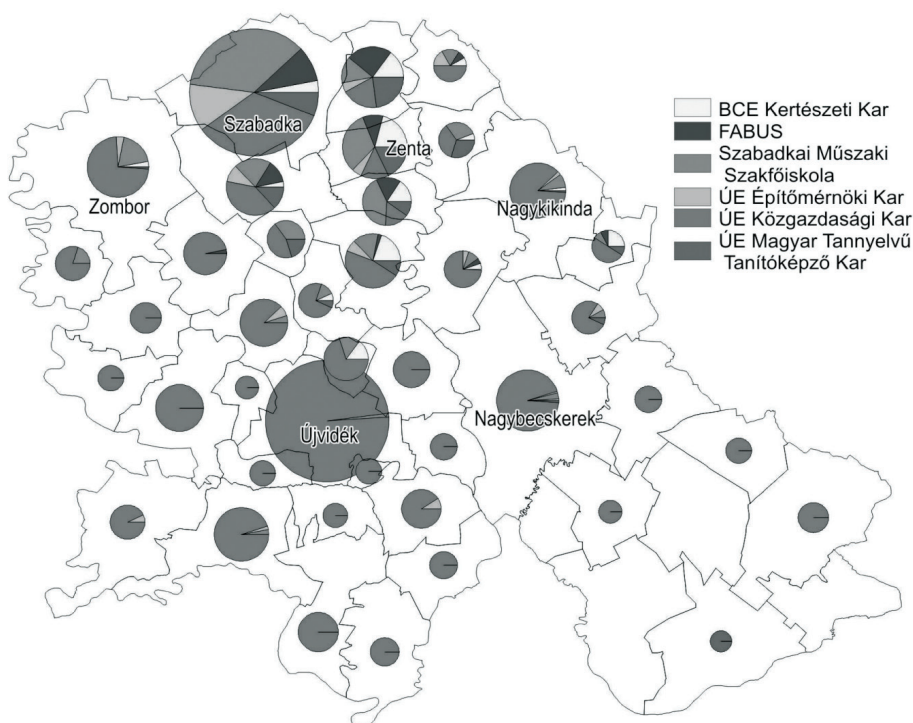 Szabadka
Zenta
Zombor
Nagykikinda
Újvidék
Nagybecskerek
BCE Kertészeti Kar
FABUS
Szabadkai Műszaki
Szakfőiskola
ÚE Építőmérnöki Kar
ÚE Közgazdasági Kar
ÚE Magyar Tannyelvű
Tanítóképző Kar